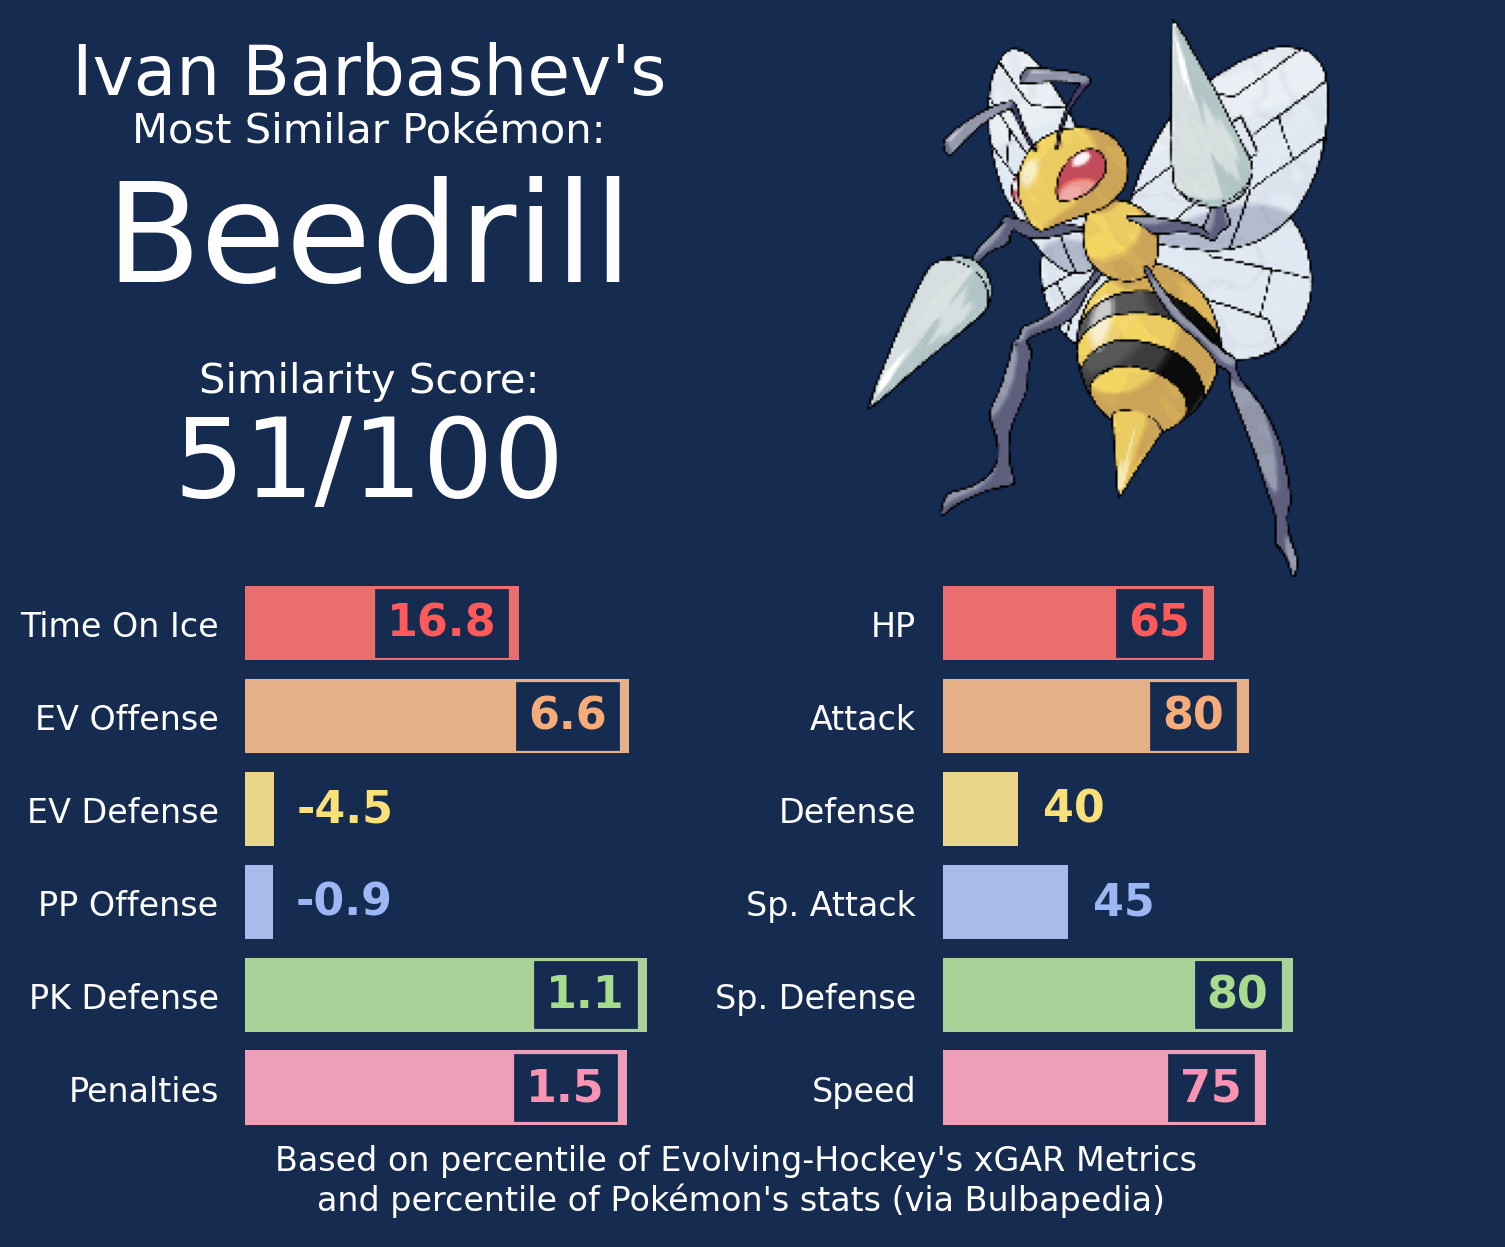 Ivan Barbashev's
Most Similar Pokémon:
Beedrill
Similarity Score:
51/100
Time On Ice 16.8
EV Offense 6.6
EV Defense -4.5
PP Offense -0.9
PK Defense 1.1
Penalties 1.5
HP 65
Attack 80
Defense 40
Sp. Attack 45
Sp. Defense 80
Speed 75
Based on percentile of Evolving-Hockey's xGAR Metrics
and percentile of Pokémon's stats (via Bulbapedia)